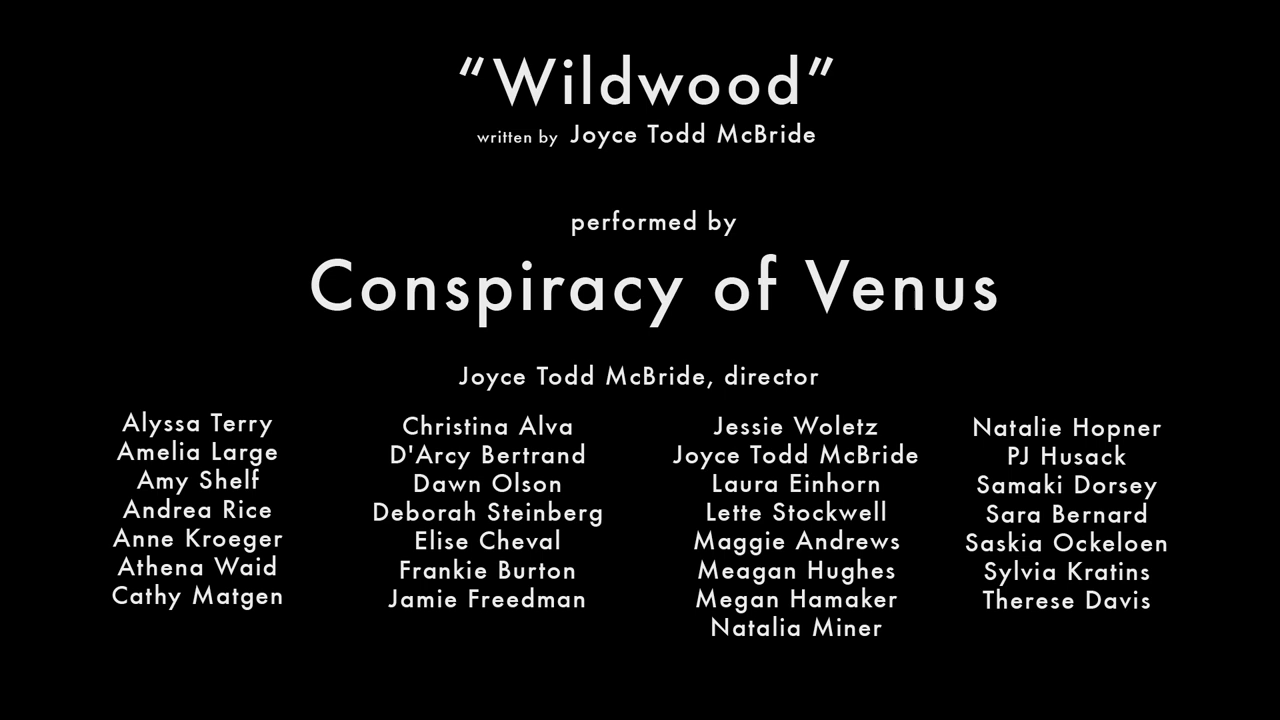 “Wildwood”
written by Joyce Todd McBride
performed by
Conspiracy of Venus
Joyce Todd McBride, director
Alyssa Terry
Amelia Large
Amy Shelf
Andrea Rice
Anne Kroeger
Athena Waid
Cathy Matgen
Christina Alva
D'Arcy Bertrand
Dawn Olson
Deborah Steinberg
Elise Cheval
Frankie Burton
Jamie Freedman
Jessie Woletz
Joyce Todd McBride
Laura Einhorn
Lette Stockwell
Maggie Andrews
Meagan Hughes
Megan Hamaker
Natalia Miner
Natalie Hopner
PJ Husack
Samaki Dorsey
Sara Bernard
Saskia Ockeloen
Sylvia Kratins
Therese Davis